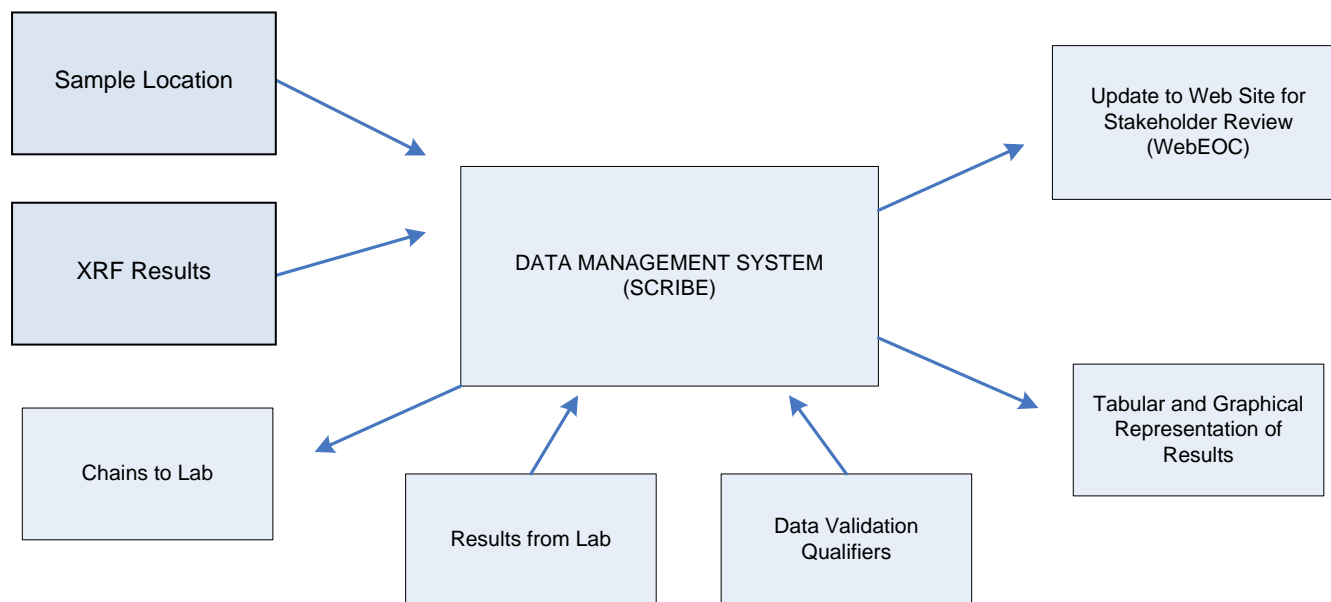 Sample Location
Update to Web Site for
Stakeholder Review
(WebEOC)
XRF Results
DATA MANAGEMENT SYSTEM
(SCRIBE)
Chains to Lab
Results from Lab
Data Validation
Qualifiers
Tabular and Graphical
Representation of
Results